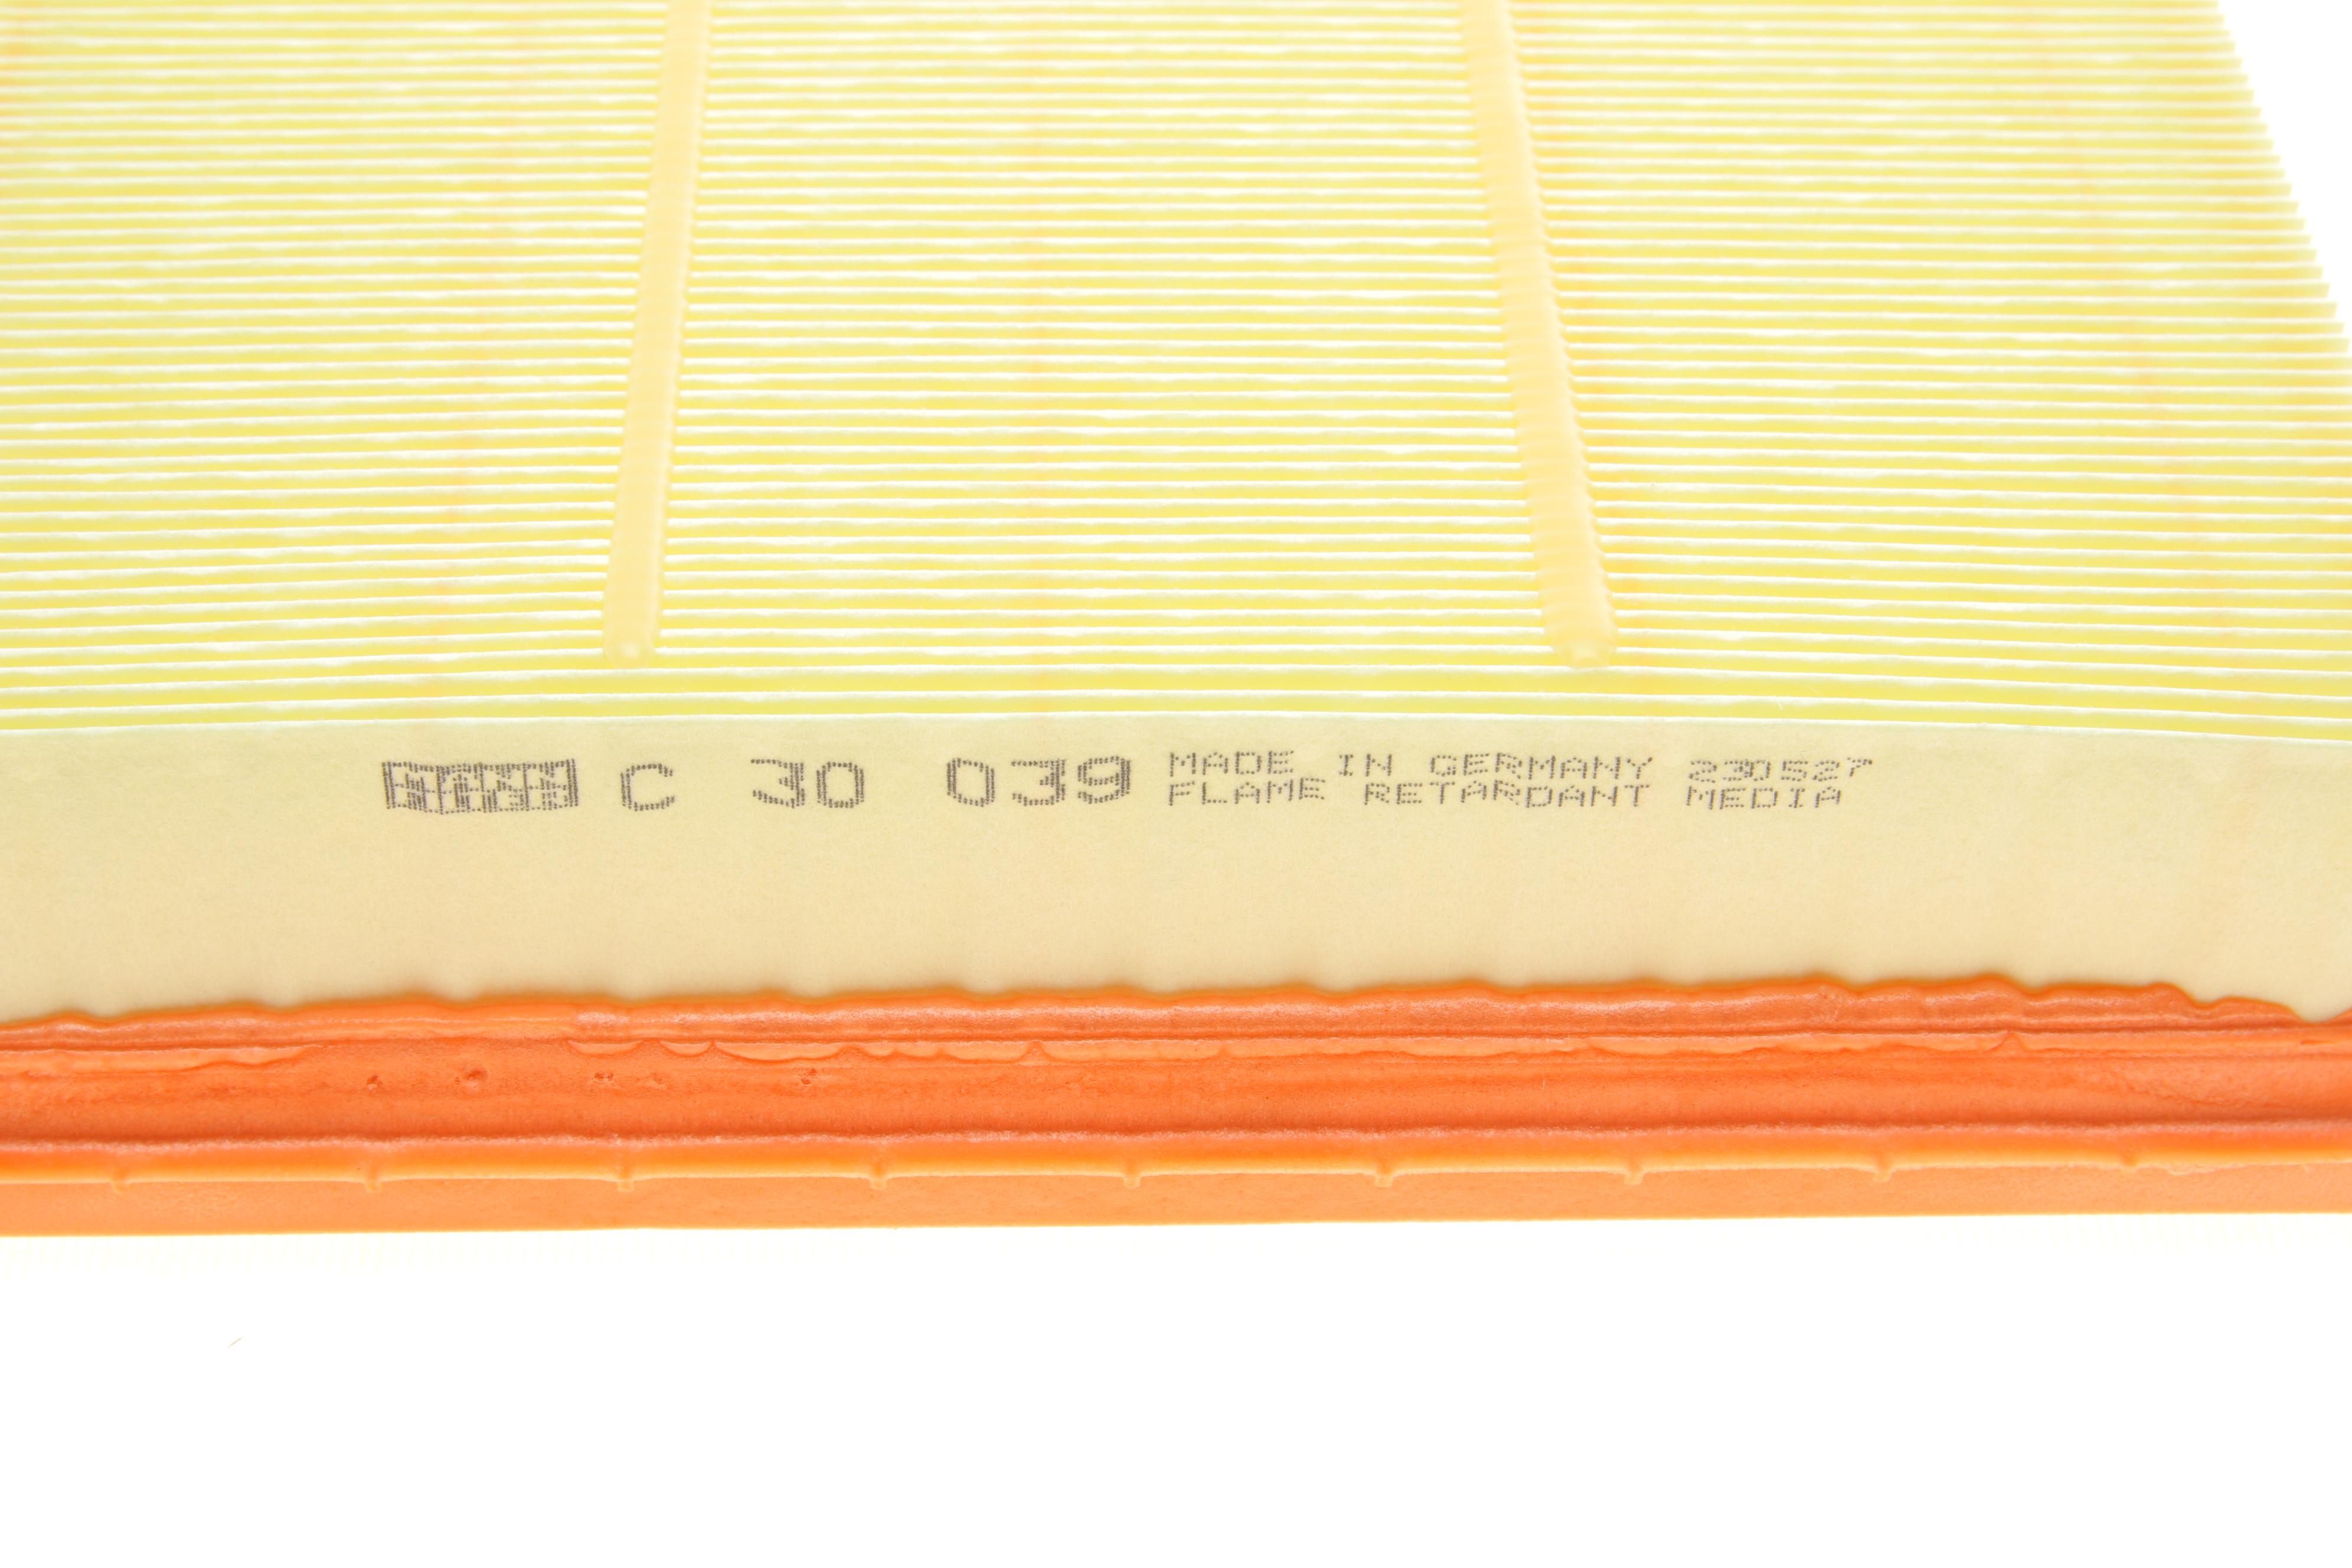 C 30 039
MADE IN GERMANY 230527
FLAME RETARDANT MEDIA